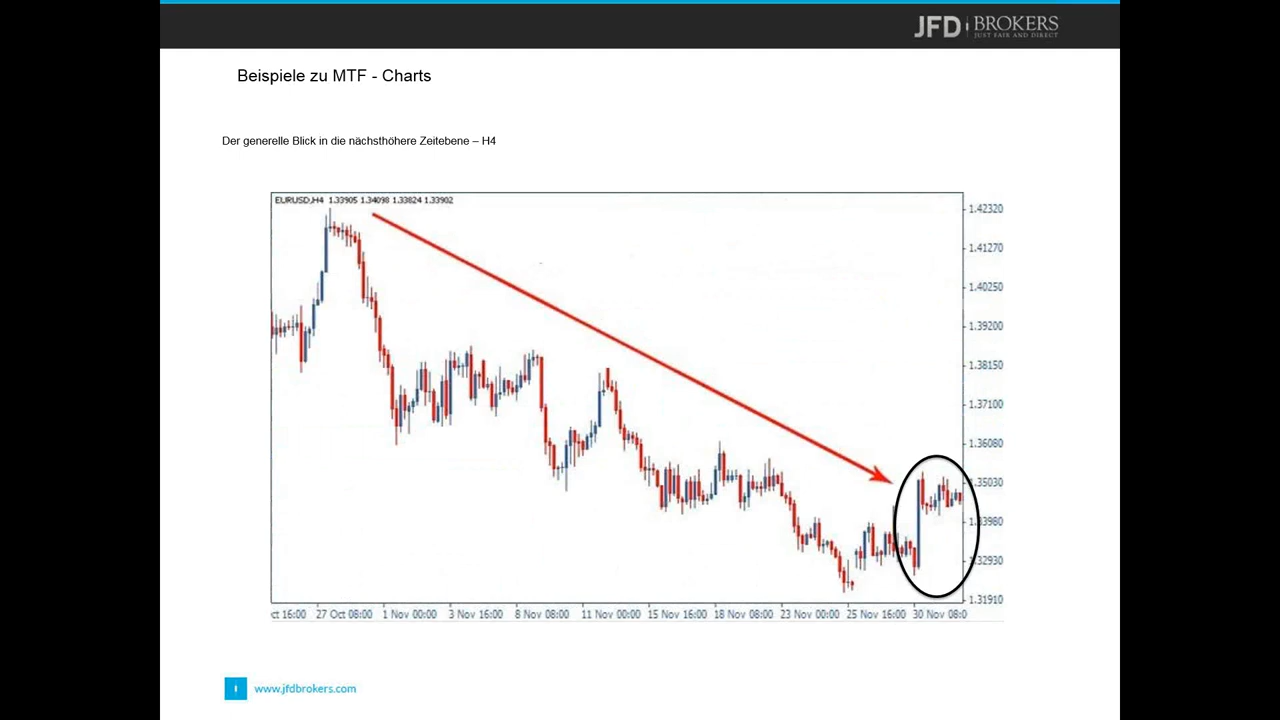 JFD BROKERS
JUST FAIR AND DIRECT
Beispiele zu MTF - Charts
Der generelle Blick in die nächsthöhere Zeitebene – H4
EURUSD,H4 1.33905 1.34098 1.33824 1.33902
1.42320
1.41270
1.40250
1.39200
1.38150
1.37100
1.36080
1.35030
1.33980
1.32930
1.31910
ct 16:00 27 Oct 08:00 1 Nov 00:00 3 Nov 16:00 8 Nov 08:00 11 Nov 00:00 15 Nov 16:00 18 Nov 08:00 23 Nov 00:00 25 Nov 16:00 30 Nov 08:0
www.jfdbrokers.com